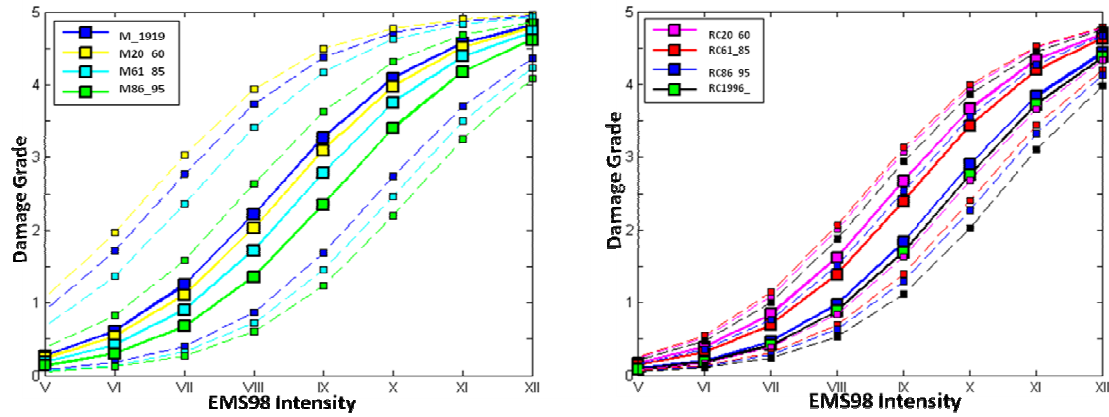 5
4
3
2
1
0
Damage Grade
M_1919
M20 60
M61 85
M86_95
V VI VII VIII IX X XI XII
EMS98 Intensity
5
4
3
2
1
0
Damage Grade
RC20 60
RC61_85
RC86 95
RC1996_
V VI VII VIII IX X XI XII
EMS98 Intensity